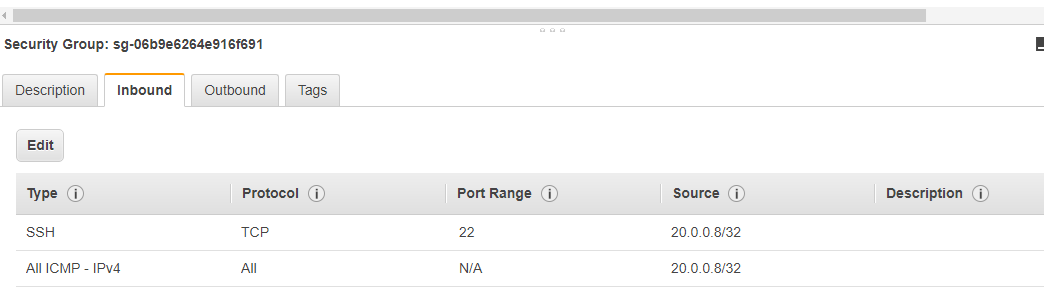 Security Group: sg-06b9e6264e916f691
Description Inbound Outbound Tags
Edit
Type Protocol Port Range Source Description
SSH TCP 22 20.0.0.8/32
All ICMP - IPv4 All N/A 20.0.0.8/32